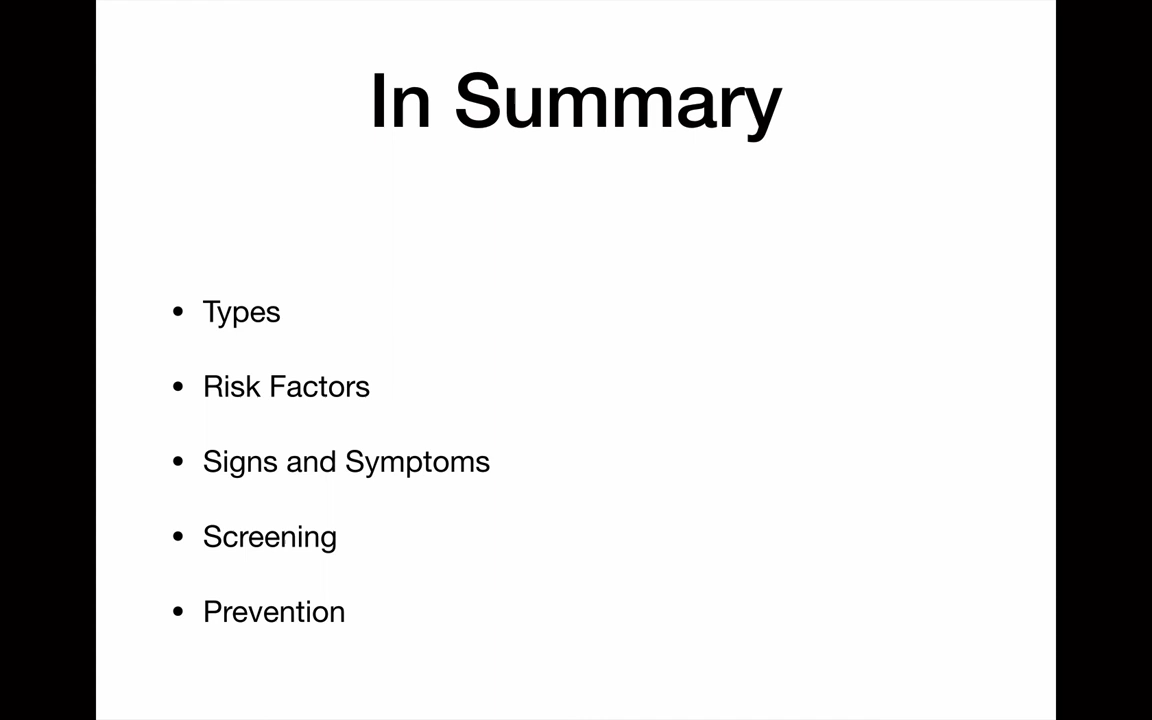 In Summary
• Types
• Risk Factors
• Signs and Symptoms
• Screening
• Prevention